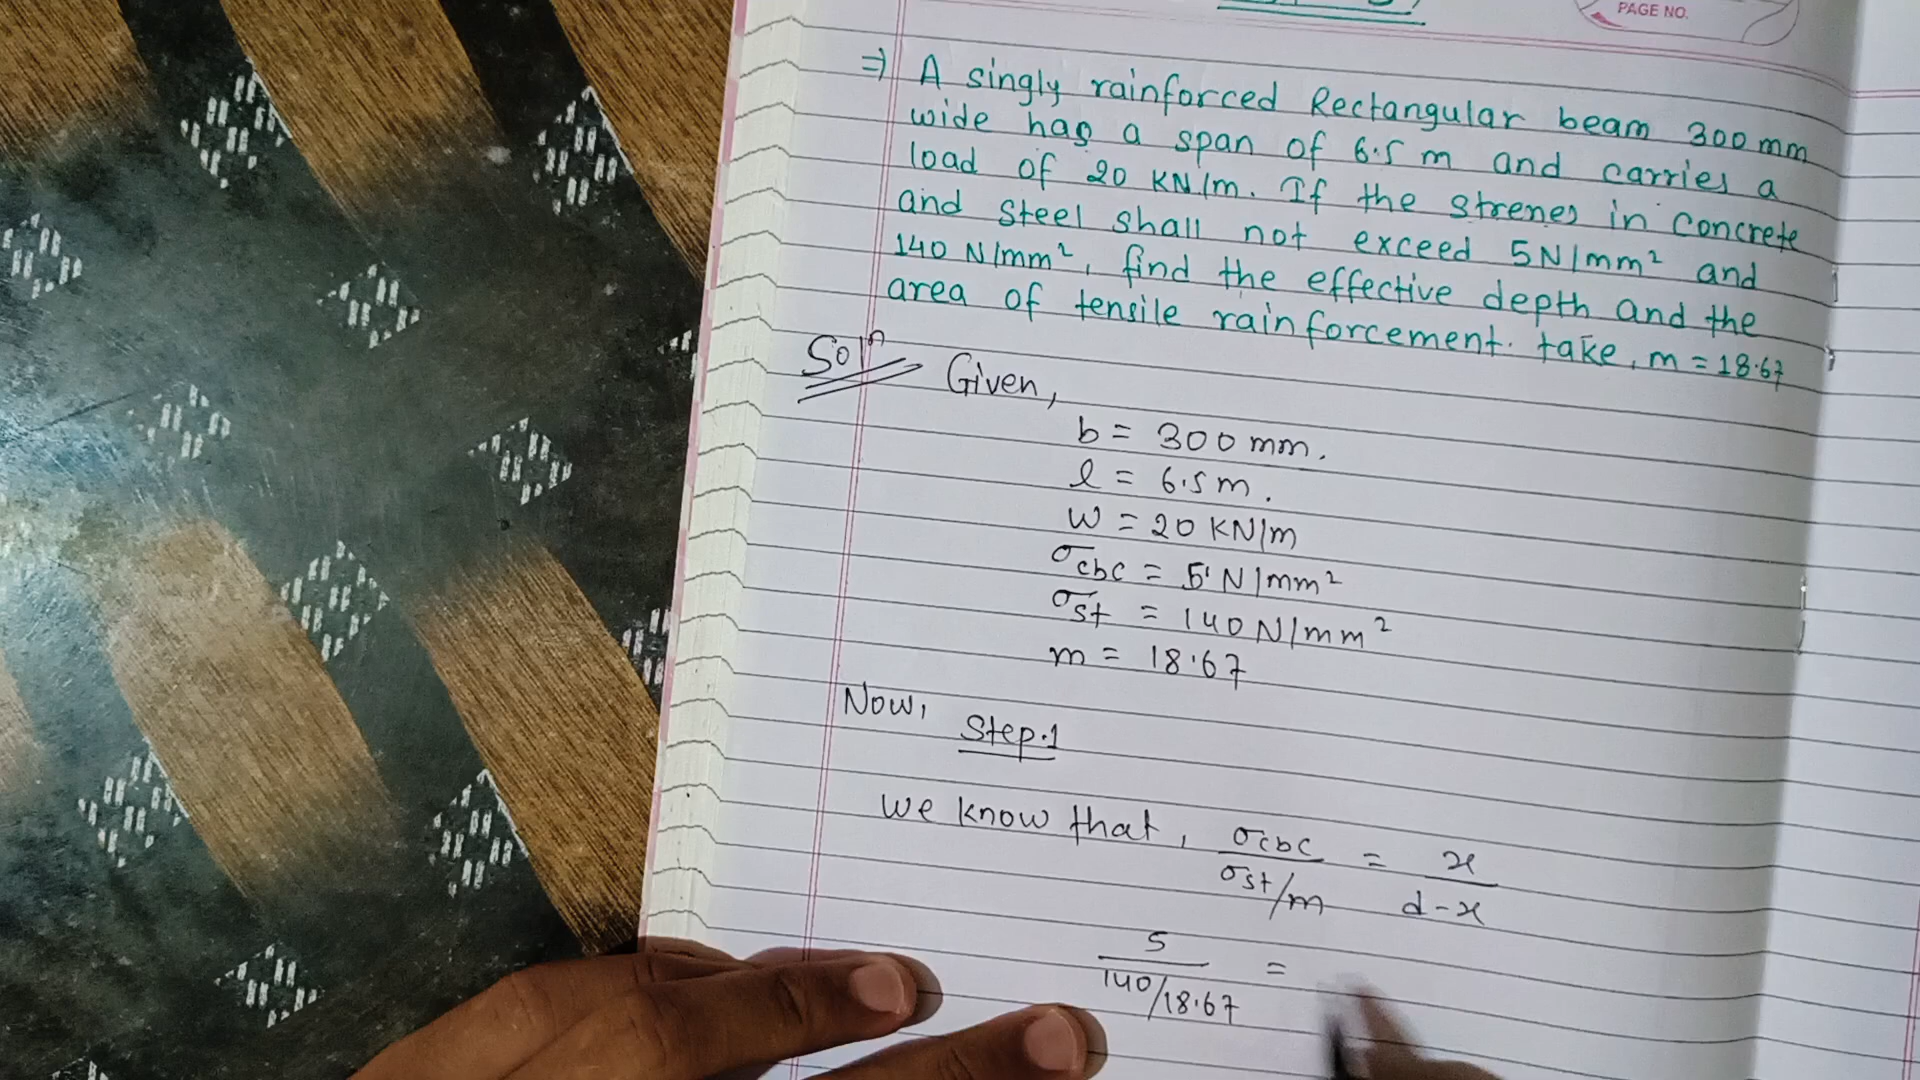 PAGE NO.
⇒ A singly rainforced Rectangular beam 300 mm
wide has a span of 6.5 m and carries a
load of 20 KN/m. If the strenes in concrete
and steel shall not exceed 5N/mm² and
140 N/mm², find the effective depth and the
area of tensile rainforcement. take, m = 18.67
Solⁿ Given,
b = 300 mm.
l = 6.5 m.
w = 20 KN/m
σcbc = 5 N/mm²
σst = 140 N/mm²
m = 18.67
Now,
Step.1
we know that, σcbc / (σst/m) = x / (d-x)
5 / (140/18.67) =